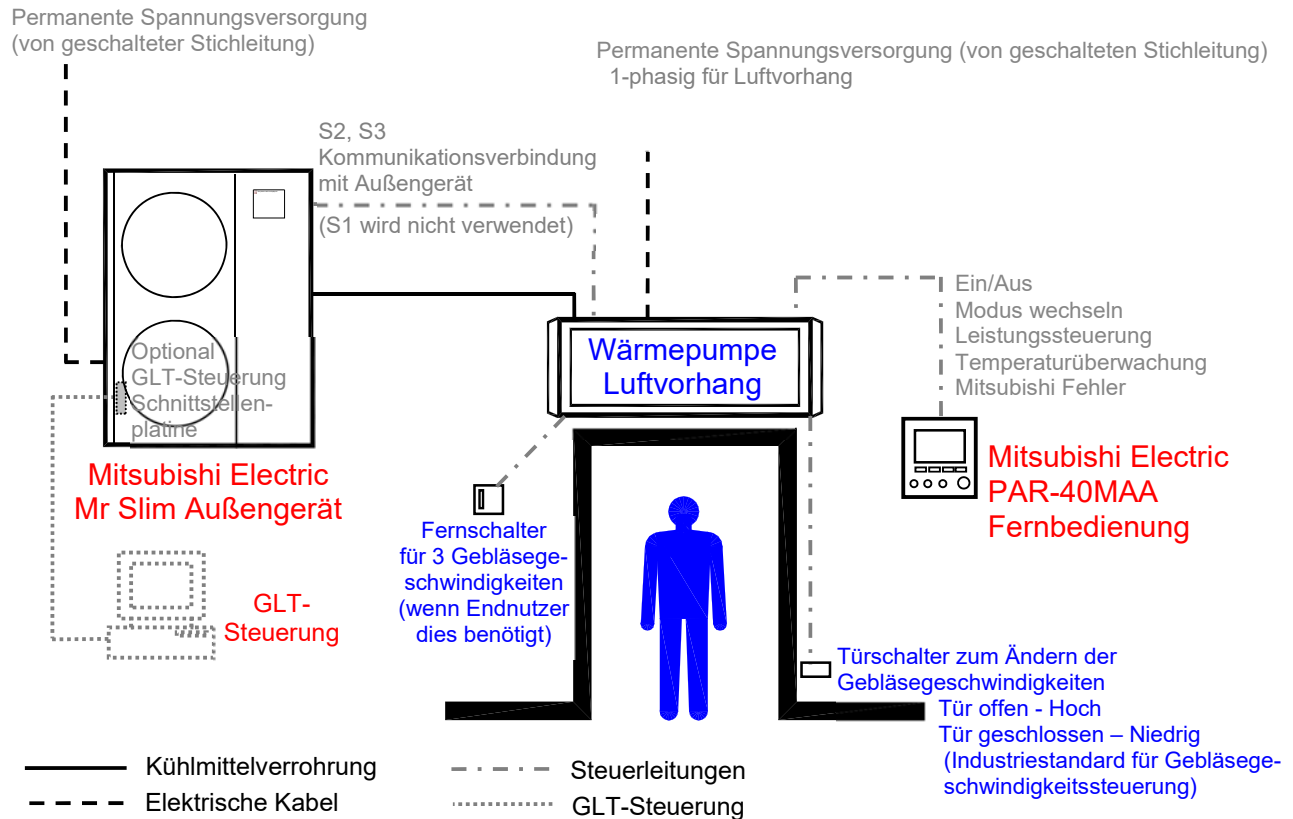 Permanente Spannungsversorgung
(von geschalteter Stichleitung)
Permanente Spannungsversorgung (von geschalteten Stichleitung)
1-phasig für Luftvorhang
S2, S3
Kommunikationsverbindung
mit Außengerät
(S1 wird nicht verwendet)
Ein/Aus
Modus wechseln
Leistungssteuerung
Temperaturüberwachung
Mitsubishi Fehler
Optional
GLT-Steuerung
Schnittstellen-
platine
Wärmepumpe
Luftvorhang
Mitsubishi Electric
Mr Slim Außengerät
Mitsubishi Electric
PAR-40MAA
Fernbedienung
Fernschalter
für 3 Gebläsege-
schwindigkeiten
(wenn Endnutzer
dies benötigt)
GLT-
Steuerung
Türschalter zum Ändern der
Gebläsegeschwindigkeiten
Tür offen - Hoch
Tür geschlossen – Niedrig
(Industriestandard für Gebläsege-
schwindigkeitssteuerung)
Kühlmittelverrohrung
Elektrische Kabel
Steuerleitungen
GLT-Steuerung